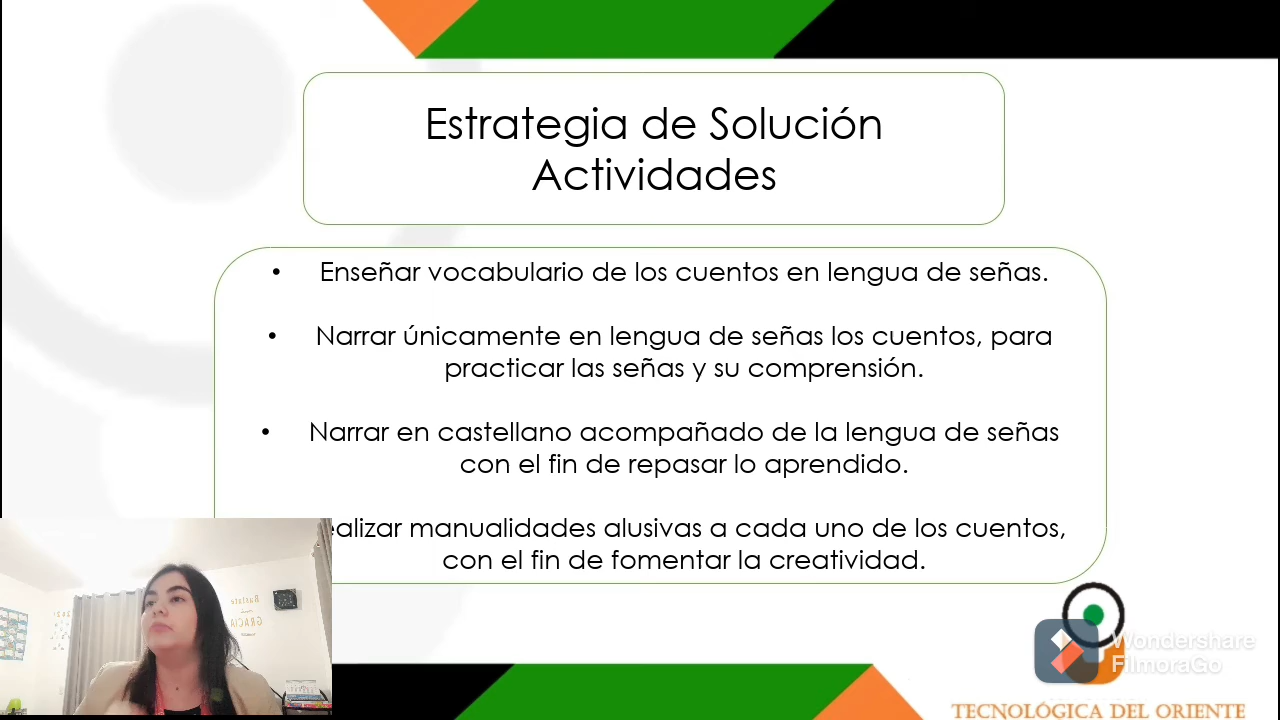 Estrategia de Solución
Actividades
• Enseñar vocabulario de los cuentos en lengua de señas.
• Narrar únicamente en lengua de señas los cuentos, para
practicar las señas y su comprensión.
• Narrar en castellano acompañado de la lengua de señas
con el fin de repasar lo aprendido.
ealizar manualidades alusivas a cada uno de los cuentos,
con el fin de fomentar la creatividad.
GRACIA
Wondershare
FilmoraGo
TECNOLÓGICA DEL ORIENTE